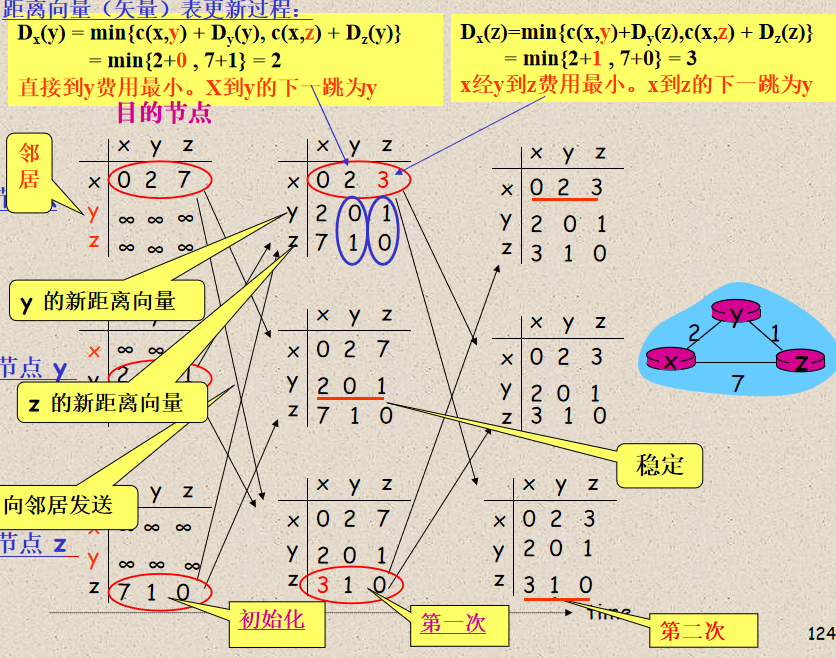 距离向量（矢量）表更新过程：
Dx(y) = min{c(x,y) + Dy(y), c(x,z) + Dz(y)}
= min{2+0 , 7+1} = 2
直接到y费用最小。X到y的下一跳为y
Dx(z)=min{c(x,y)+Dy(z),c(x,z) + Dz(z)}
= min{2+1 , 7+0} = 3
x经y到z费用最小。x到z的下一跳为y
目的节点
邻居
x y z
x 0 2 7
y ∞ ∞ ∞
z ∞ ∞ ∞
x y z
x 0 2 3
y 2 0 1
z 7 1 0
x y z
x 0 2 3
y 2 0 1
z 3 1 0
y 的新距离向量
节点 y
x ∞ ∞
y 2 1
z 的新距离向量
x y z
x 0 2 7
y 2 0 1
z 7 1 0
x y z
x 0 2 3
y 2 0 1
z 3 1 0
y
2 1
x z
7
稳定
向邻居发送
节点 z
y z
x ∞ ∞
y ∞ ∞ ∞
z 7 1 0
x y z
x 0 2 7
y 2 0 1
z 3 1 0
x y z
x 0 2 3
y 2 0 1
z 3 1 0
初始化
第一次
第二次
Time
124